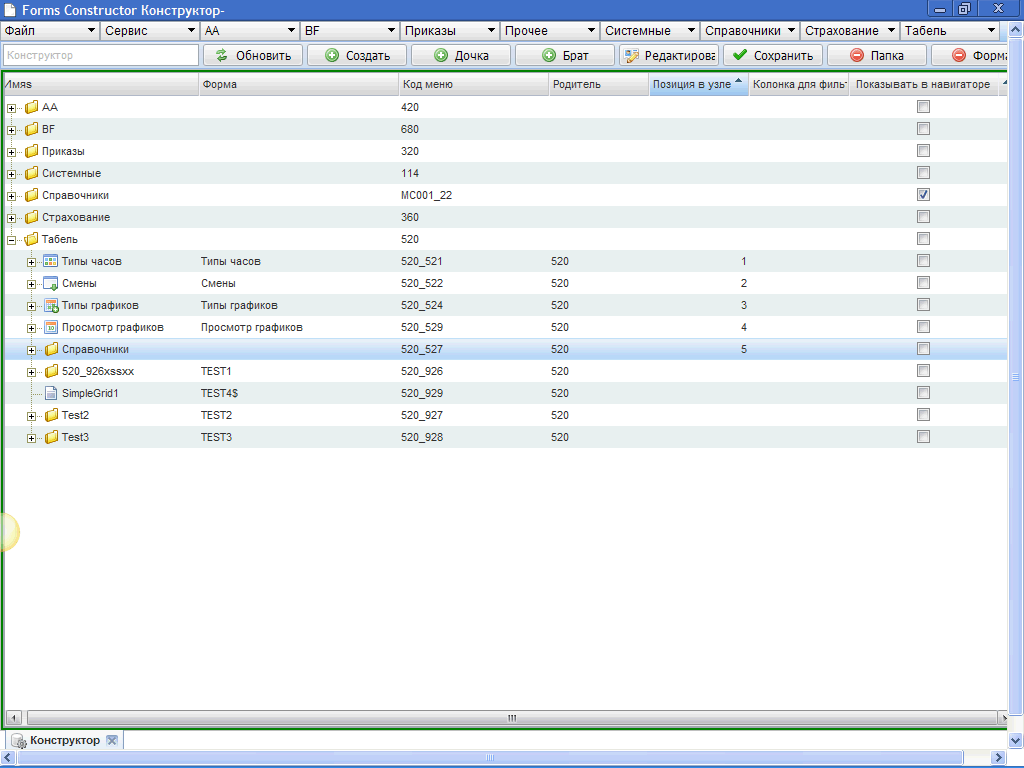 Forms Constructor Конструктор-
Файл Сервис AA BF Приказы Прочее Системные Справочники Страхование Табель
Конструктор Обновить Создать Дочка Брат Редактирова Сохранить Папка Форма
Имяs Форма Код меню Родитель Позиция в узле Колонка для филь Показывать в навигаторе
AA 420
BF 680
Приказы 320
Системные 114
Справочники MC001_22
Страхование 360
Табель 520
Типы часов Типы часов 520_521 520 1
Смены Смены 520_522 520 2
Типы графиков Типы графиков 520_524 520 3
Просмотр графиков Просмотр графиков 520_529 520 4
Справочники 520_527 520 5
520_926xssxx TEST1 520_926 520
SimpleGrid1 TEST4$ 520_929 520
Test2 TEST2 520_927 520
Test3 TEST3 520_928 520
Конструктор